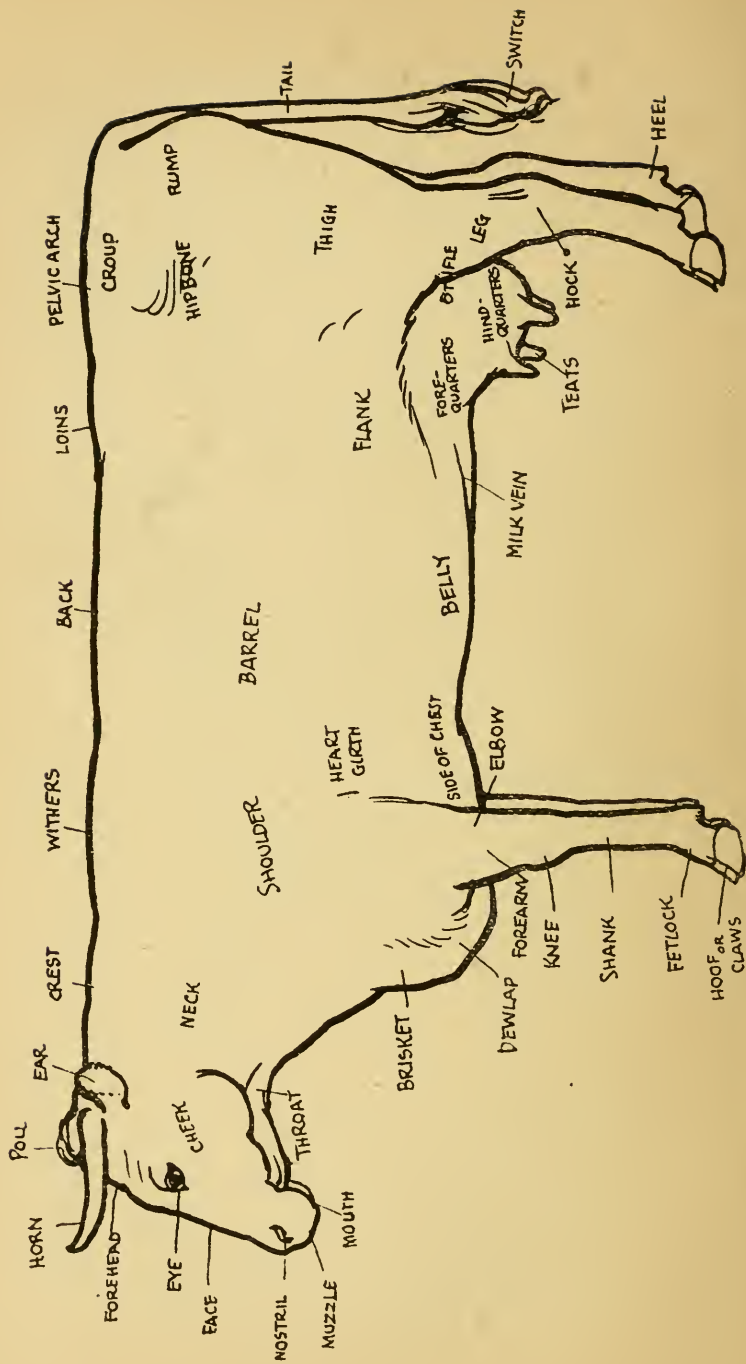 HORN
POLL
EAR
CREST
WITHERS
BACK
LOINS
PELVIC ARCH
FOREHEAD
EYE
FACE
NOSTRIL
MUZZLE
MOUTH
CHEEK
THROAT
NECK
SHOULDER
BARREL
HEART
GIRTH
CROUP
HIPBONE
RUMP
TAIL
SWITCH
THIGH
FLANK
BRISKET
DEWLAP
SIDE OF CHEST
ELBOW
BELLY
MILK VEIN
FORE-
QUARTERS
HIND-
QUARTERS
STIFLE
LEG
TEATS
HOCK
HEEL
FOREARM
KNEE
SHANK
FETLOCK
HOOF OR
CLAWS